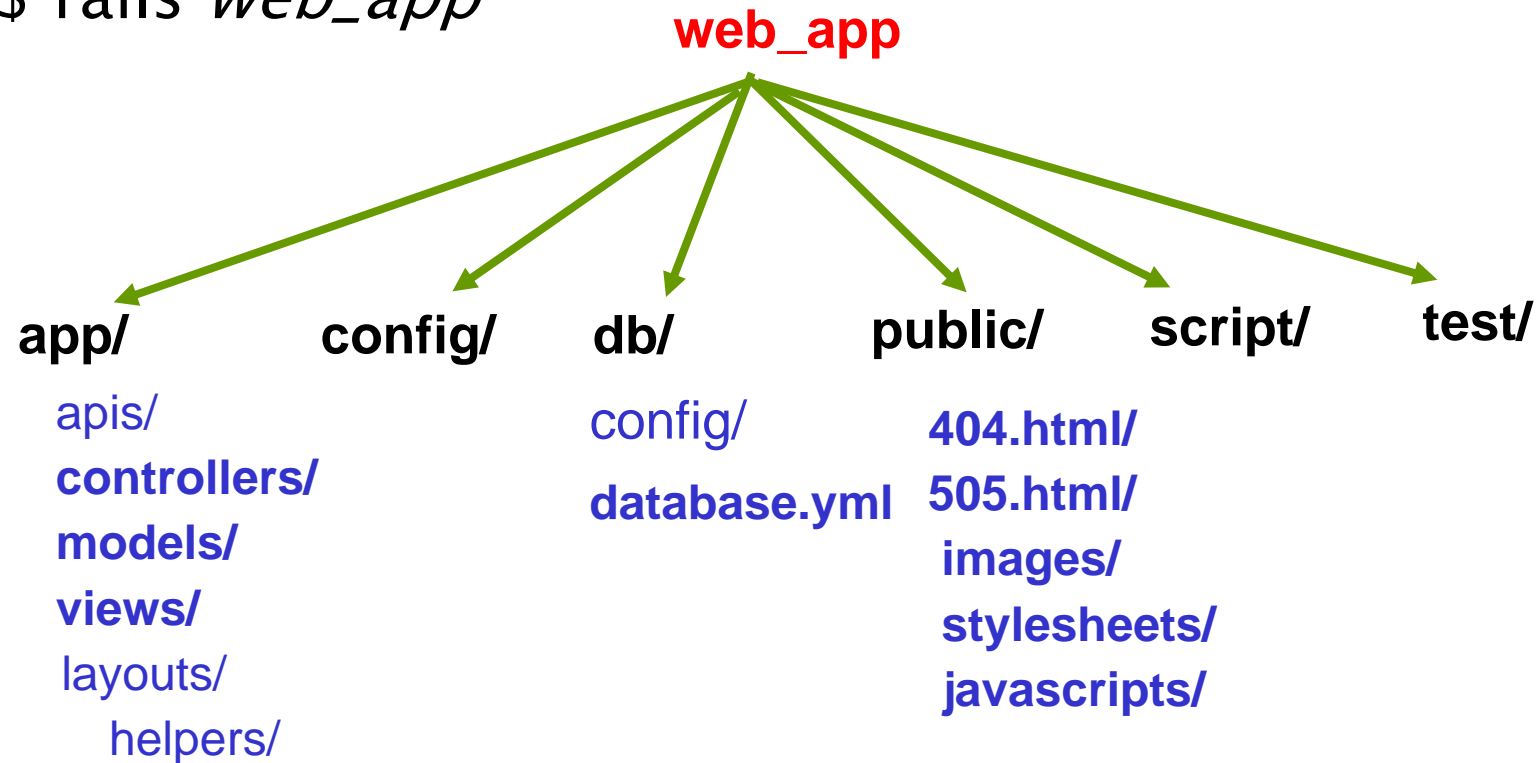 $ rails web_app
web_app
app/
config/
db/
public/
script/
test/
apis/
controllers/
models/
views/
layouts/
helpers/
config/
database.yml
404.html/
505.html/
images/
stylesheets/
javascripts/